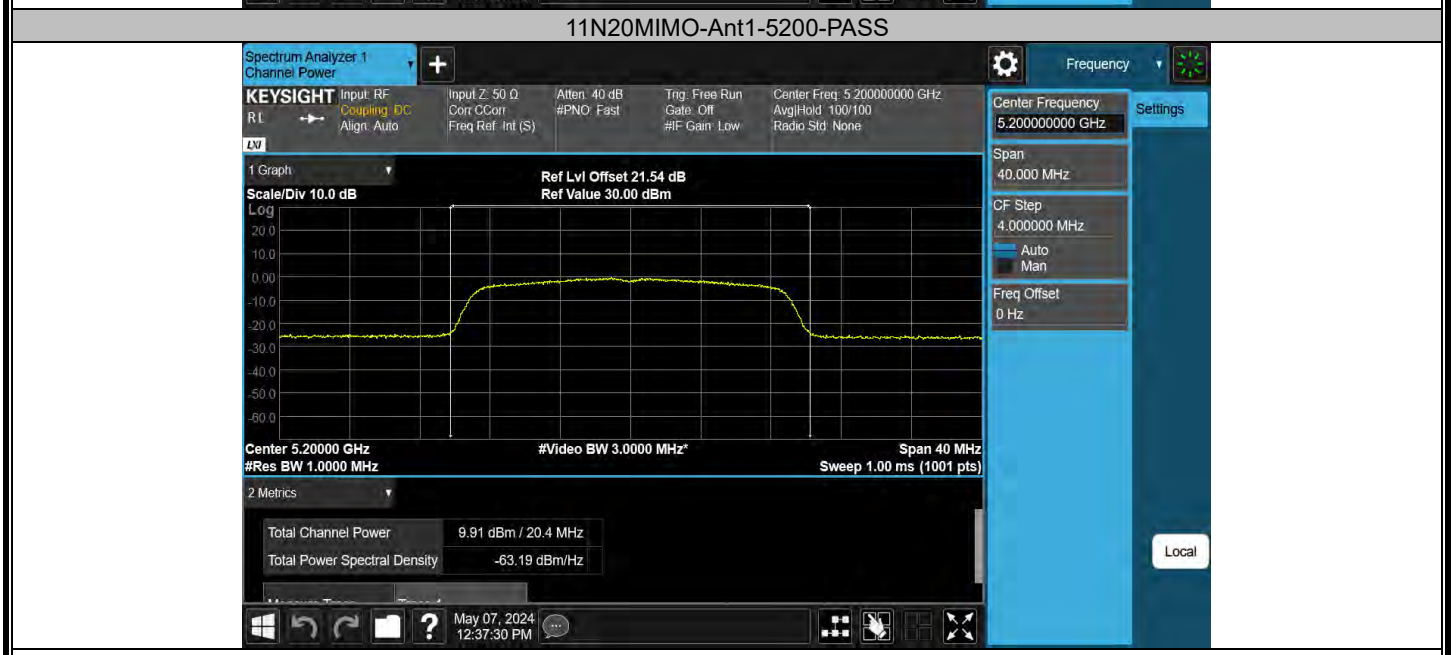 11N20MIMO-Ant1-5200-PASS
Spectrum Analyzer 1
Channel Power
Frequency
KEYSIGHT
RL
LXI
Input: RF
Coupling: DC
Align: Auto
Input Z: 50 Ω
Corr CCorr
Freq Ref: Int (S)
Atten: 40 dB
#PNO: Fast
Trig: Free Run
Gate: Off
#IF Gain: Low
Center Freq: 5.200000000 GHz
Avg|Hold: 100/100
Radio Std: None
Center Frequency
5.200000000 GHz
Settings
Span
40.000 MHz
CF Step
4.000000 MHz
Auto
Man
Freq Offset
0 Hz
1 Graph
Ref Lvl Offset 21.54 dB
Scale/Div 10.0 dB
Ref Value 30.00 dBm
Log
20.0
10.0
0.00
-10.0
-20.0
-30.0
-40.0
-50.0
-60.0
Center 5.20000 GHz
#Video BW 3.0000 MHz*
Span 40 MHz
#Res BW 1.0000 MHz
Sweep 1.00 ms (1001 pts)
2 Metrics
Total Channel Power
9.91 dBm / 20.4 MHz
Total Power Spectral Density
-63.19 dBm/Hz
Local
?
May 07, 2024
12:37:30 PM